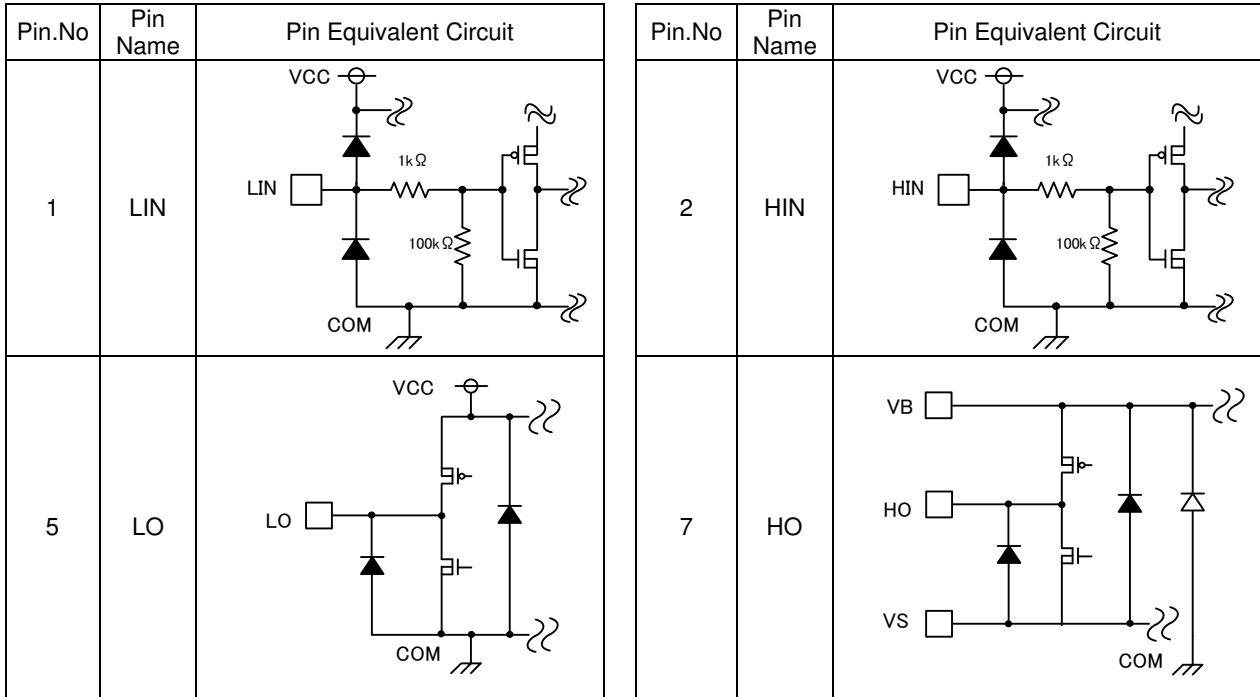 Pin.No Pin Name Pin Equivalent Circuit
1 LIN
VCC
LIN
1kΩ
100kΩ
COM
5 LO
VCC
LO
COM
Pin.No Pin Name Pin Equivalent Circuit
2 HIN
VCC
HIN
1kΩ
100kΩ
COM
7 HO
VB
HO
VS
COM